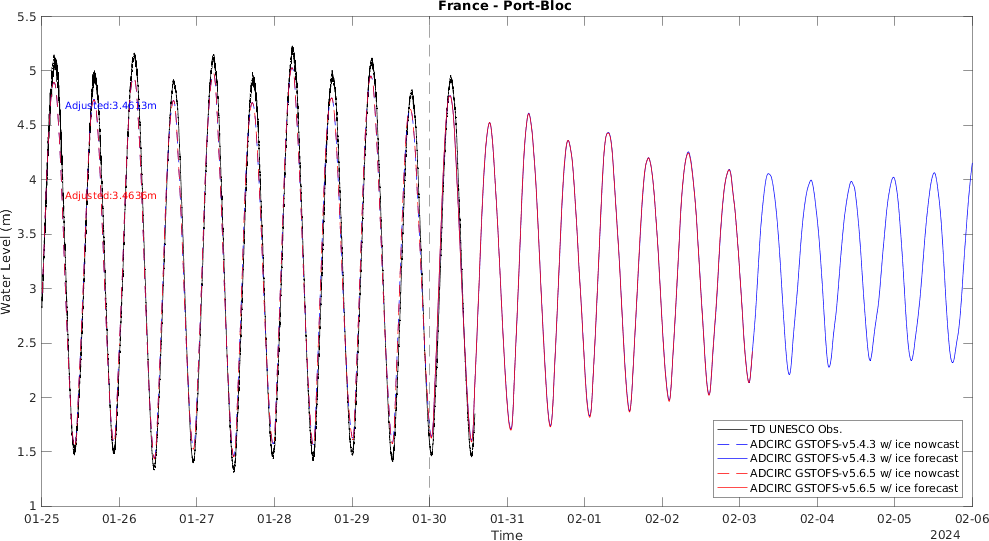 France - Port-Bloc
5.5
5
4.5
4
3.5
3
2.5
2
1.5
1
Water Level (m)
Adjusted:3.4613m
Adjusted:3.4636m
TD UNESCO Obs.
ADCIRC GSTOFS-v5.4.3 w/ ice nowcast
ADCIRC GSTOFS-v5.4.3 w/ ice forecast
ADCIRC GSTOFS-v5.6.5 w/ ice nowcast
ADCIRC GSTOFS-v5.6.5 w/ ice forecast
01-25 01-26 01-27 01-28 01-29 01-30 01-31 02-01 02-02 02-03 02-04 02-05 02-06
Time
2024